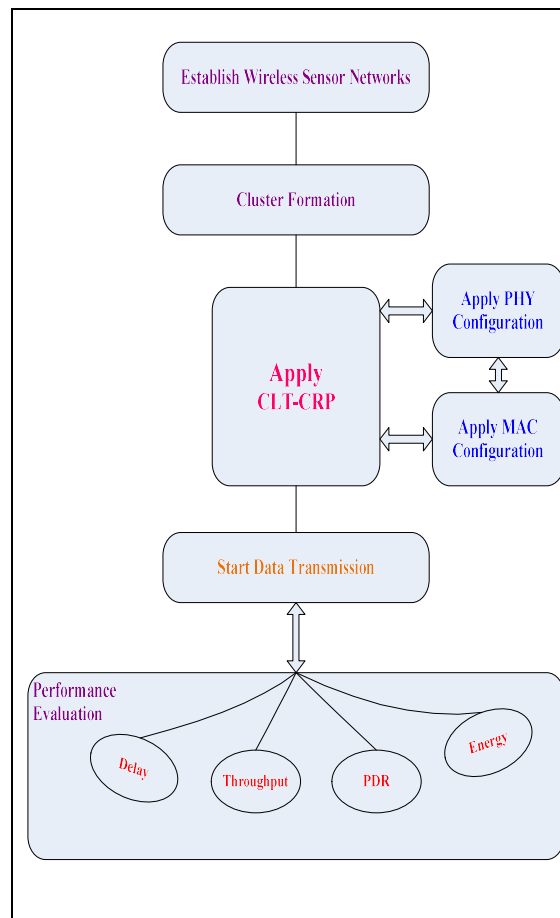 Establish Wireless Sensor Networks
Cluster Formation
Apply
CLT-CRP
Apply PHY
Configuration
Apply MAC
Configuration
Start Data Transmission
Performance
Evaluation
Delay
Throughput
PDR
Energy